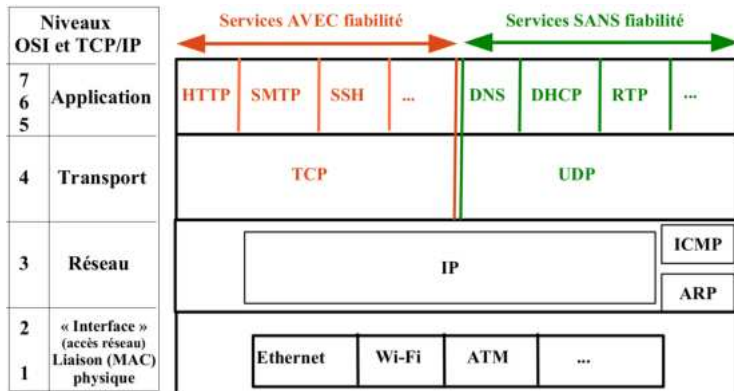 Niveaux
OSI et TCP/IP
Services AVEC fiabilité
Services SANS fiabilité
7
6
5
Application
HTTP
SMTP
SSH
...
DNS
DHCP
RTP
...
4
Transport
TCP
UDP
3
Réseau
IP
ICMP
ARP
2
« Interface »
(accès réseau)
1
Liaison (MAC)
physique
Ethernet
Wi-Fi
ATM
...